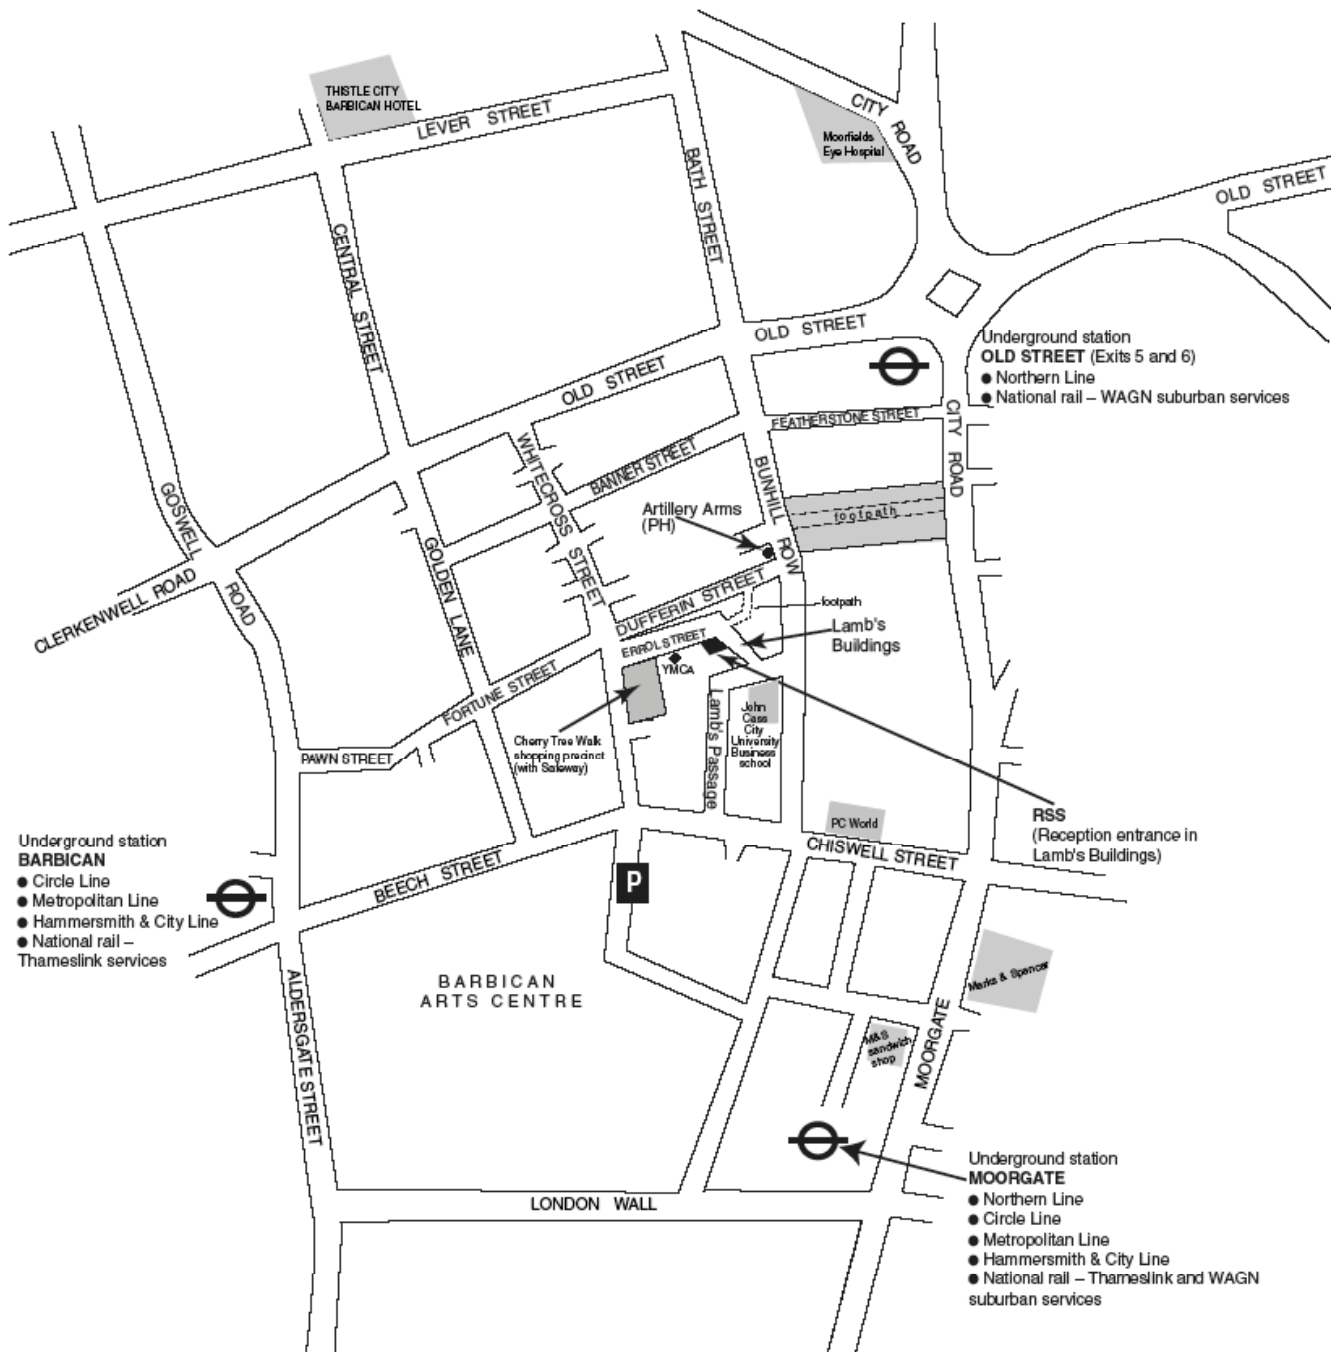 THISTLE CITY
BARBICAN HOTEL
LEVER STREET
CITY ROAD
Moorfields
Eye Hospital
BATH STREET
OLD STREET
CENTRAL STREET
OLD STREET
OLD STREET
Underground station
OLD STREET (Exits 5 and 6)
● Northern Line
● National rail – WAGN suburban services
FEATHERSTONE STREET
CITY ROAD
WHITECROSS STREET
BANNER STREET
BUNHILL ROW
GOSWELL ROAD
Artillery Arms
(PH)
footpath
GOLDEN LANE
CLERKENWELL ROAD
DUFFERIN STREET
footpath
Lamb's
Buildings
ERROL STREET
YMCA
FORTUNE STREET
Lamb's Passage
John
Cass
City
University
Business
school
Cherry Tree Walk
shopping precinct
(with Safeway)
PAWN STREET
RSS
(Reception entrance in
Lamb's Buildings)
PC World
CHISWELL STREET
Underground station
BARBICAN
● Circle Line
● Metropolitan Line
● Hammersmith & City Line
● National rail –
Thameslink services
BEECH STREET
P
BARBICAN
ARTS CENTRE
ALDERSGATE STREET
Marks & Spencer
MOORGATE
M&S
sandwich
shop
Underground station
MOORGATE
● Northern Line
● Circle Line
● Metropolitan Line
● Hammersmith & City Line
● National rail – Thameslink and WAGN
suburban services
LONDON WALL